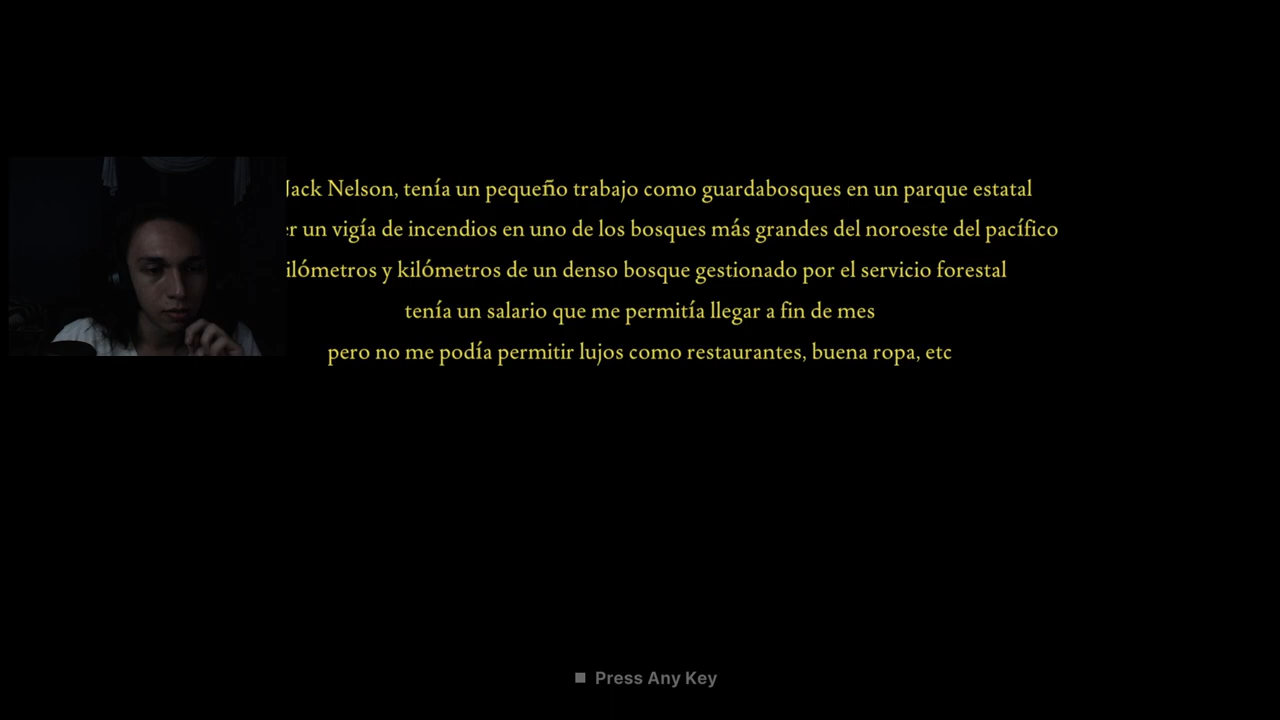 Jack Nelson, tenía un pequeño trabajo como guardabosques en un parque estatal
un vigía de incendios en uno de los bosques más grandes del noroeste del pacífico
y kilómetros de un denso bosque gestionado por el servicio forestal
tenía un salario que me permitía llegar a fin de mes
pero no me podía permitir lujos como restaurantes, buena ropa, etc
Press Any Key